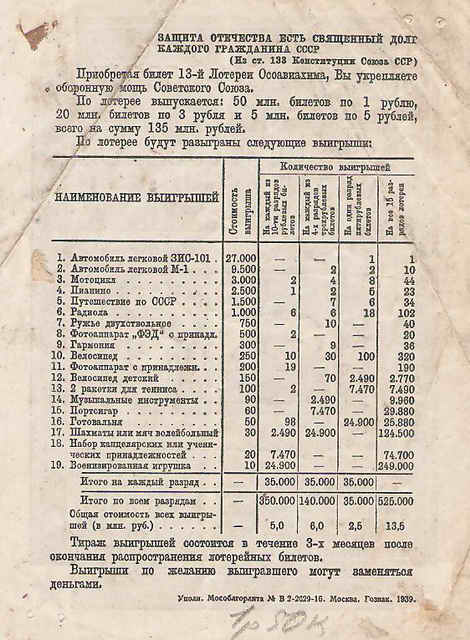 ЗАЩИТА ОТЕЧЕСТВА ЕСТЬ СВЯЩЕННЫЙ ДОЛГ
КАЖДОГО ГРАЖДАНИНА СССР
(Из ст. 133 Конституции Союза ССР)
Приобретая билет 13-й Лотереи Осоавиахима, Вы укрепляете
оборонную мощь Советского Союза.
По лотерее выпускается: 50 млн. билетов по 1 рублю,
20 млн. билетов по 3 рубля и 5 млн. билетов по 5 рублей,
всего на сумму 135 млн. рублей.
По лотерее будут разыграны следующие выигрыши:
НАИМЕНОВАНИЕ ВЫИГРЫШЕЙ
Стоимость выигрыша
Количество выигрышей
На каждый из 10-ти разрядов рублевых билетов
На каждый из 4-х разрядов трехрублевых билетов
На один разряд пятирублевых билетов
На все 15 разрядов лотереи
1. Автомобиль легковой ЗИС-101 . 27.000 — — 1 1
2. Автомобиль легковой М-1 . . . 9.500 — 2 2 10
3. Мотоцикл . . . . . . . . 3.000 2 4 8 44
4. Пианино . . . . . . . . 2.500 1 2 5 23
5. Путешествие по СССР . . . . . 1.500 — 7 6 34
6. Радиола . . . . . . . . 1.000 6 6 18 102
7. Ружье двухствольное . . . . . 750 — 10 — 40
8. Фотоаппарат „ФЭД" с принадл. 500 2 — — 20
9. Гармония . . . . . . . . 300 — 9 — 36
10. Велосипед . . . . . . . . 250 10 30 100 320
11. Фотоаппарат с принадлежн. . . 200 19 — — 190
12. Велосипед детский . . . . . . 150 — 70 2.490 2.770
13. 2 ракетки для тенниса . . . . . 100 2 — 7.470 7.490
14. Музыкальные инструменты . . 90 — 2.490 — 9.960
15. Портсигар . . . . . . . . 60 — 7.470 — 29.880
16. Готовальня . . . . . . . . 50 98 — 24.900 25.880
17. Шахматы или мяч волейбольный 30 2.490 24.900 — 124.500
18. Набор канцелярских или ученических
принадлежностей . . . . . 20 7.470 — — 74.700
19. Военизированная игрушка . . 10 24.900 — — 249.000
Итого на каждый разряд . . — 35.000 35.000 35.000 —
Итого по всем разрядам . . — 350.000 140.000 35.000 525.000
Общая стоимость всех выигры-
шей (в млн. руб.) . . . . . . . — 5,0 6,0 2,5 13,5
Тираж выигрышей состоится в течение 3-х месяцев после
окончания распространения лотерейных билетов.
Выигрыши по желанию выигравшего могут заменяться
деньгами.
Уполн. Мособлгорлита № В 2-2029-16. Москва. Гознак. 1939.
1р 50к